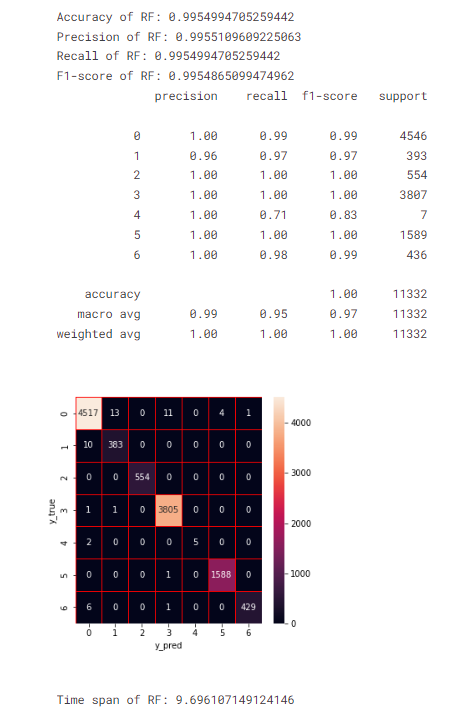 Accuracy of RF: 0.9954994705259442
Precision of RF: 0.9955109609225063
Recall of RF: 0.9954994705259442
F1-score of RF: 0.9954865099474962
precision recall f1-score support
0 1.00 0.99 0.99 4546
1 0.96 0.97 0.97 393
2 1.00 1.00 1.00 554
3 1.00 1.00 1.00 3807
4 1.00 0.71 0.83 7
5 1.00 1.00 1.00 1589
6 1.00 0.98 0.99 436
accuracy 1.00 11332
macro avg 0.99 0.95 0.97 11332
weighted avg 1.00 1.00 1.00 11332
0 4517 13 0 11 0 4 1
1 10 383 0 0 0 0 0
2 0 0 554 0 0 0 0
3 1 1 0 3805 0 0 0
4 2 0 0 0 5 0 0
5 0 0 0 1 0 1588 0
6 6 0 0 1 0 0 429
0 1 2 3 4 5 6
y_pred
y_true
4000
3000
2000
1000
0
Time span of RF: 9.696107149124146